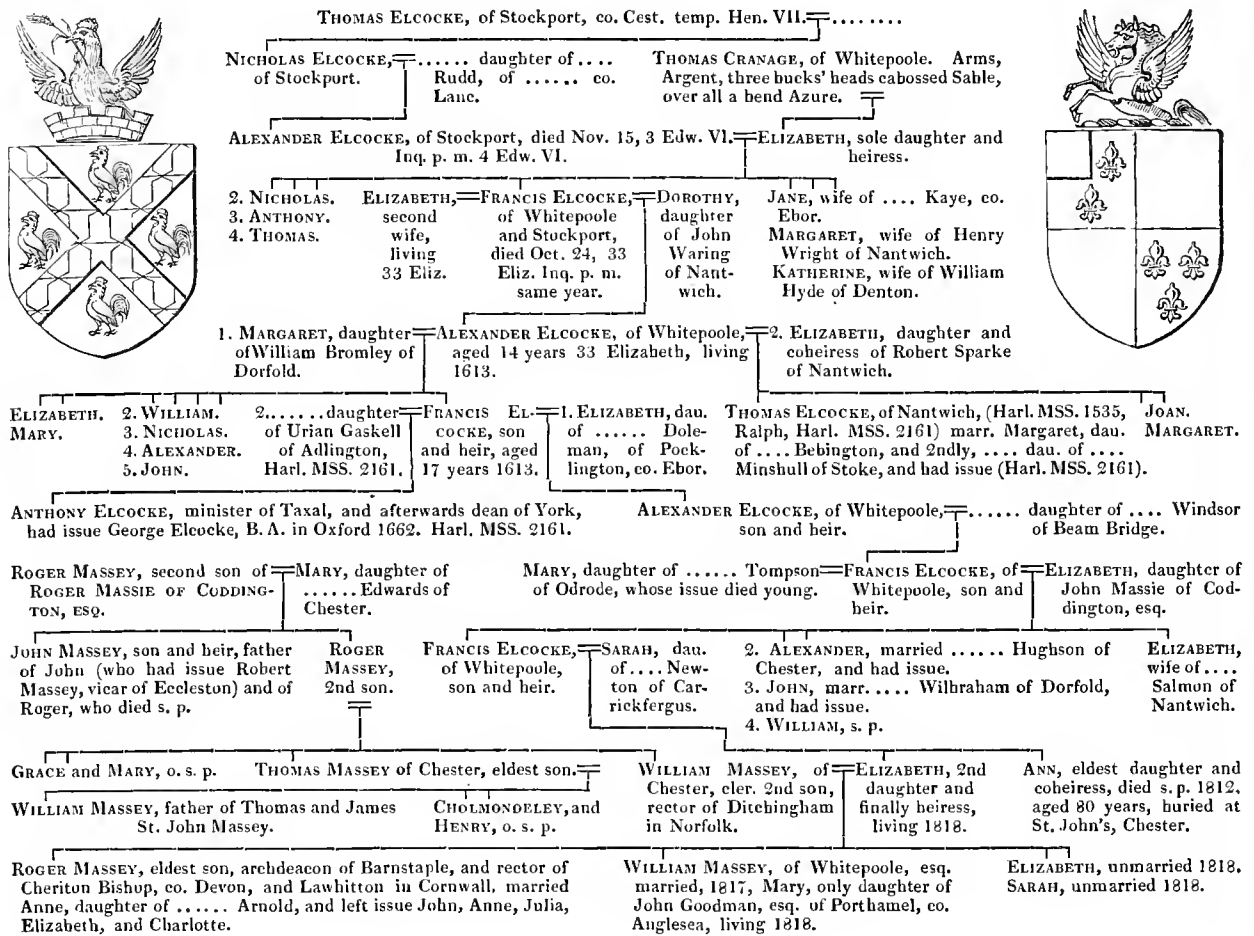 THOMAS ELCOCKE, of Stockport, co. Cest. temp. Hen. VII.=........
NICHOLAS ELCOCKE,=...... daughter of ....
of Stockport.
Rudd, of ...... co.
Lanc.
THOMAS CRANAGE, of Whitepoole. Arms,
Argent, three bucks' heads cabossed Sable,
over all a bend Azure. =
ALEXANDER ELCOCKE, of Stockport, died Nov. 15, 3 Edw. VI.=ELIZABETH, sole daughter and
Inq. p. m. 4 Edw. VI.
heiress.
2. NICHOLAS.
3. ANTHONY.
4. THOMAS.
ELIZABETH,=
second
wife,
living
33 Eliz.
FRANCIS ELCOCKE,=
of Whitepoole
and Stockport,
died Oct. 24, 33
Eliz. Inq. p. m.
same year.
DOROTHY,
daughter
of John
Waring
of Nant-
wich.
JANE, wife of .... Kaye, co.
Ebor.
MARGARET, wife of Henry
Wright of Nantwich.
KATHERINE, wife of William
Hyde of Denton.
1. MARGARET, daughter=
of William Bromley of
Dorfold.
ALEXANDER ELCOCKE, of Whitepoole,=
aged 14 years 33 Elizabeth, living
1613.
2. ELIZABETH, daughter and
coheiress of Robert Sparke
of Nantwich.
ELIZABETH.
MARY.
2. WILLIAM.
3. NICHOLAS.
4. ALEXANDER.
5. JOHN.
2.......daughter=
of Urian Gaskell
of Adlington,
Harl. MSS. 2161.
FRANCIS EL-=
COCKE, son
and heir, aged
17 years 1613.
1. ELIZABETH, dau.
of ...... Dole-
man, of Pock-
lington, co. Ebor.
THOMAS ELCOCKE, of Nantwich, (Harl. MSS. 1535,
Ralph, Harl. MSS. 2161) marr. Margaret, dau.
of .... Bebington, and 2ndly, .... dau. of ....
Minshull of Stoke, and had issue (Harl. MSS. 2161).
JOAN.
MARGARET.
ANTHONY ELCOCKE, minister of Taxal, and afterwards dean of York,
had issue George Elcocke, B. A. in Oxford 1662. Harl. MSS. 2161.
ALEXANDER ELCOCKE, of Whitepoole,=...... daughter of .... Windsor
son and heir.
of Beam Bridge.
ROGER MASSEY, second son of=
ROGER MASSIE OF CODDING-
TON, ESQ.
MARY, daughter of
......Edwards of
Chester.
MARY, daughter of ...... Tompson=
of Odrode, whose issue died young.
FRANCIS ELCOCKE, of=
Whitepoole, son and
heir.
ELIZABETH, daughter of
John Massie of Cod-
dington, esq.
JOHN MASSEY, son and heir, father
of John (who had issue Robert
Massey, vicar of Eccleston) and of
Roger, who died s. p.
ROGER
MASSEY,
2nd son.
=
FRANCIS ELCOCKE,=
of Whitepoole,
son and heir.
SARAH, dau.
of.... New-
ton of Car-
rickfergus.
2. ALEXANDER, married ...... Hughson of
Chester, and had issue.
3. JOHN, marr..... Wilbraham of Dorfold,
and had issue.
4. WILLIAM, s. p.
ELIZABETH,
wife of ....
Salmon of
Nantwich.
GRACE and MARY, o. s. p.
THOMAS MASSEY of Chester, eldest son.=
WILLIAM MASSEY, father of Thomas and James
St. John Massey.
CHOLMONDELEY, and
HENRY, o. s. p.
WILLIAM MASSEY, of=
Chester, cler. 2nd son,
rector of Ditchingham
in Norfolk.
ELIZABETH, 2nd
daughter and
finally heiress,
living 1818.
ANN, eldest daughter and
coheiress, died s. p. 1812,
aged 80 years, buried at
St. John's, Chester.
ROGER MASSEY, eldest son, archdeacon of Barnstaple, and rector of
Cheriton Bishop, co. Devon, and Lawhitton in Cornwall, married
Anne, daughter of ...... Arnold, and left issue John, Anne, Julia,
Elizabeth, and Charlotte.
WILLIAM MASSEY, of Whitepoole, esq.
married, 1817, Mary, only daughter of
John Goodman, esq. of Porthamel, co.
Anglesea, living 1818.
ELIZABETH, unmarried 1818.
SARAH, unmarried 1818.